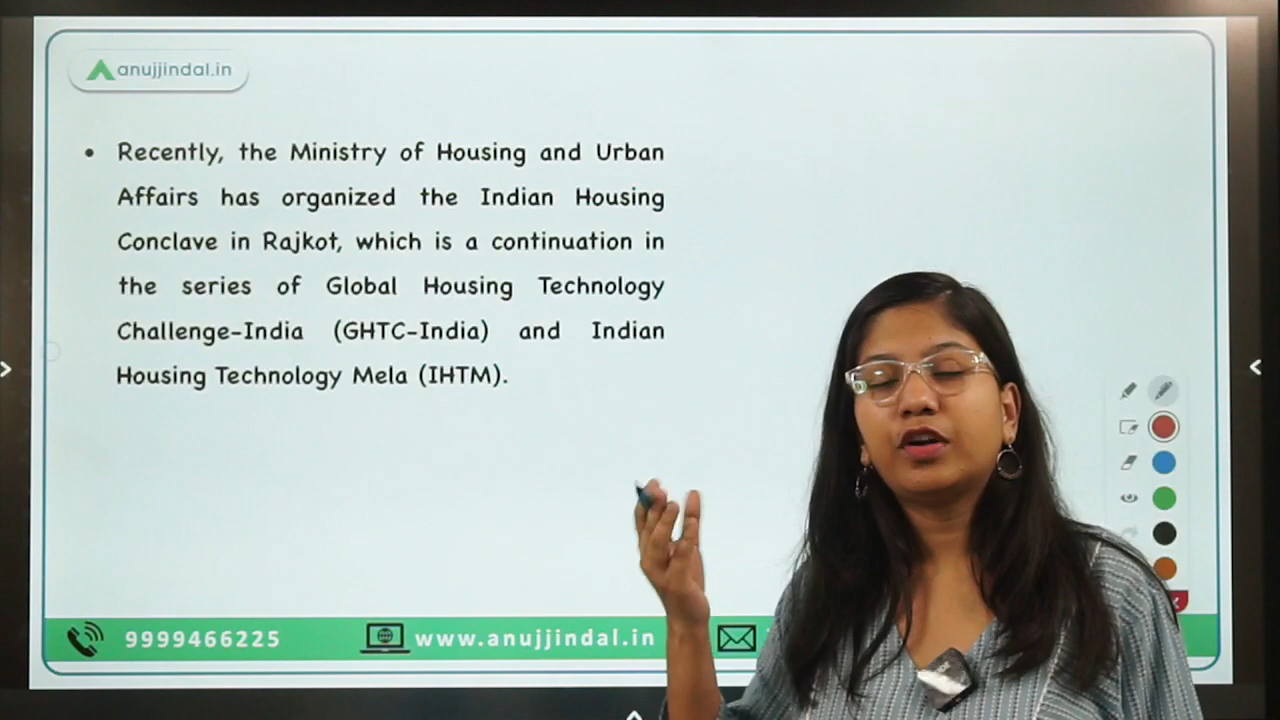 anujjindal.in
• Recently, the Ministry of Housing and Urban
Affairs has organized the Indian Housing
Conclave in Rajkot, which is a continuation in
the series of Global Housing Technology
Challenge-India (GHTC-India) and Indian
Housing Technology Mela (IHTM).
9999466225
www.anujjindal.in